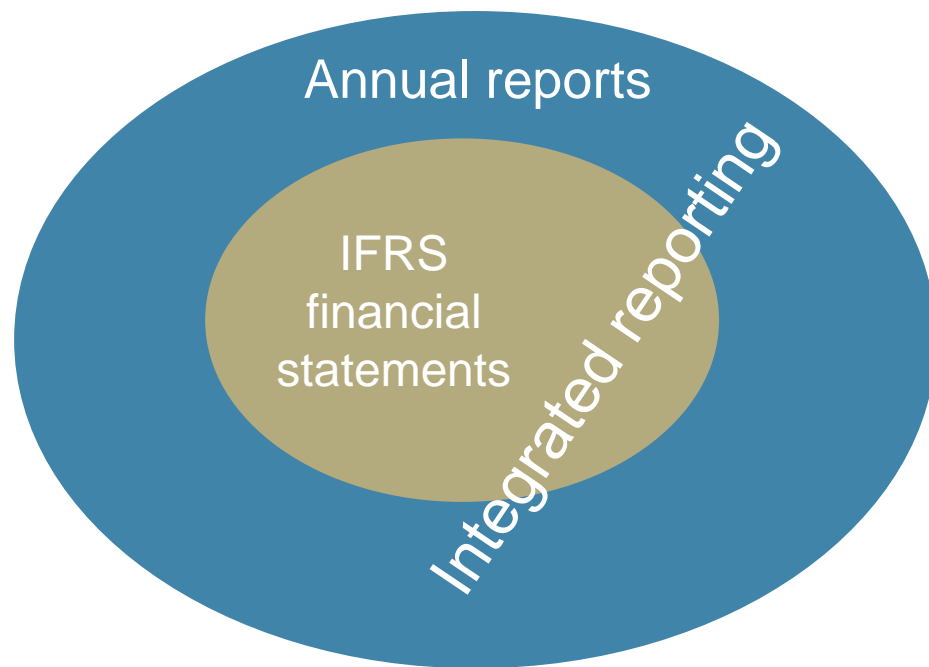 Annual reports
IFRS
financial
statements
Integrated reporting